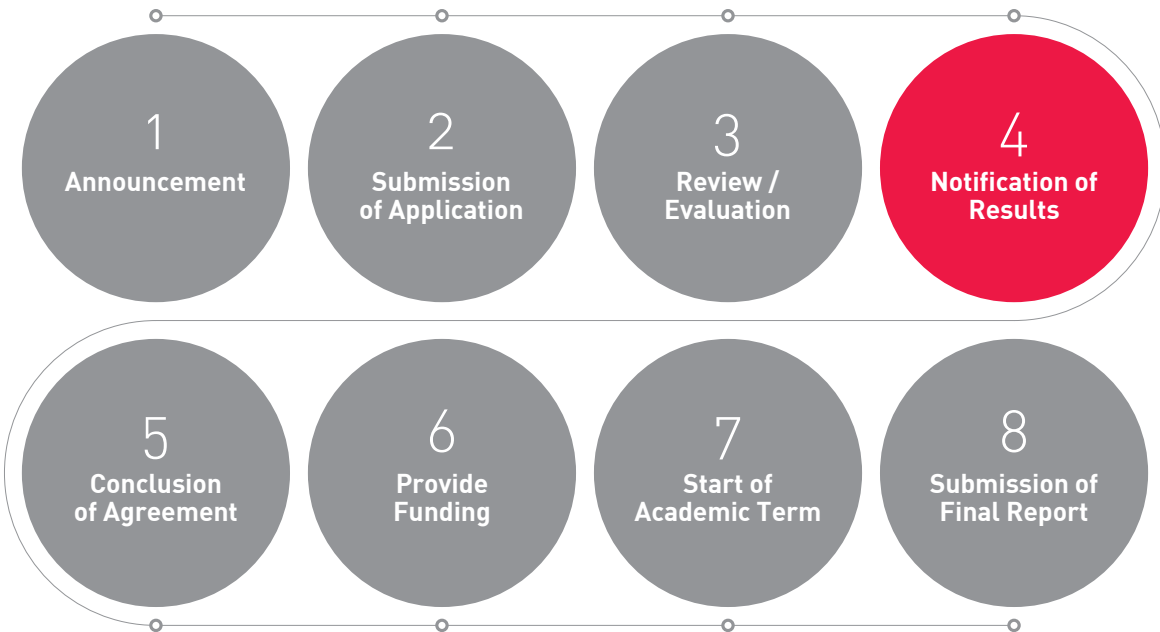 1
Announcement
2
Submission
of Application
3
Review /
Evaluation
4
Notification of
Results
5
Conclusion
of Agreement
6
Provide
Funding
7
Start of
Academic Term
8
Submission of
Final Report